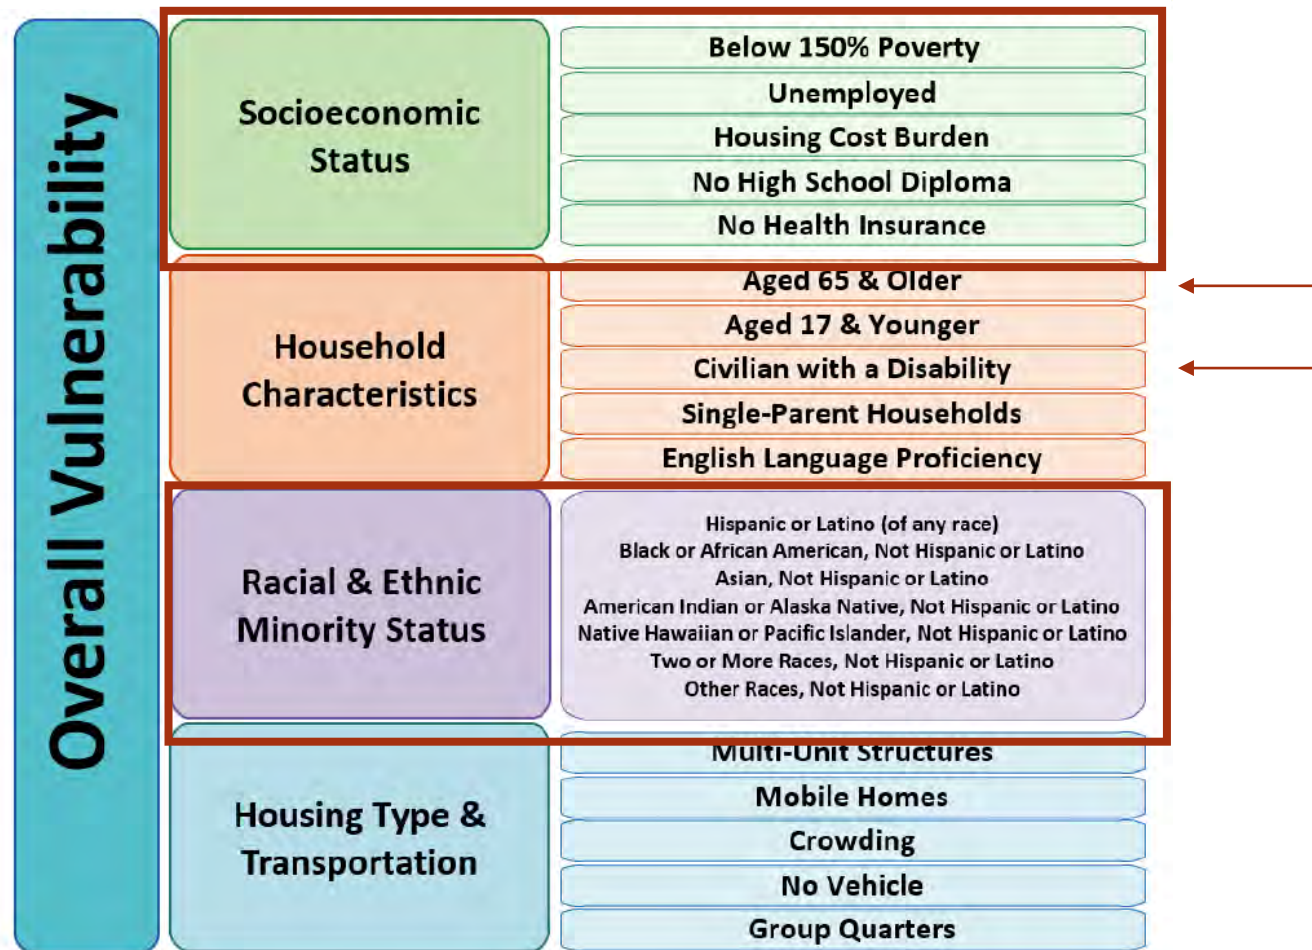 Overall Vulnerability
Socioeconomic
Status
Below 150% Poverty
Unemployed
Housing Cost Burden
No High School Diploma
No Health Insurance
Household
Characteristics
Aged 65 & Older
Aged 17 & Younger
Civilian with a Disability
Single-Parent Households
English Language Proficiency
Racial & Ethnic
Minority Status
Hispanic or Latino (of any race)
Black or African American, Not Hispanic or Latino
Asian, Not Hispanic or Latino
American Indian or Alaska Native, Not Hispanic or Latino
Native Hawaiian or Pacific Islander, Not Hispanic or Latino
Two or More Races, Not Hispanic or Latino
Other Races, Not Hispanic or Latino
Housing Type &
Transportation
Multi-Unit Structures
Mobile Homes
Crowding
No Vehicle
Group Quarters